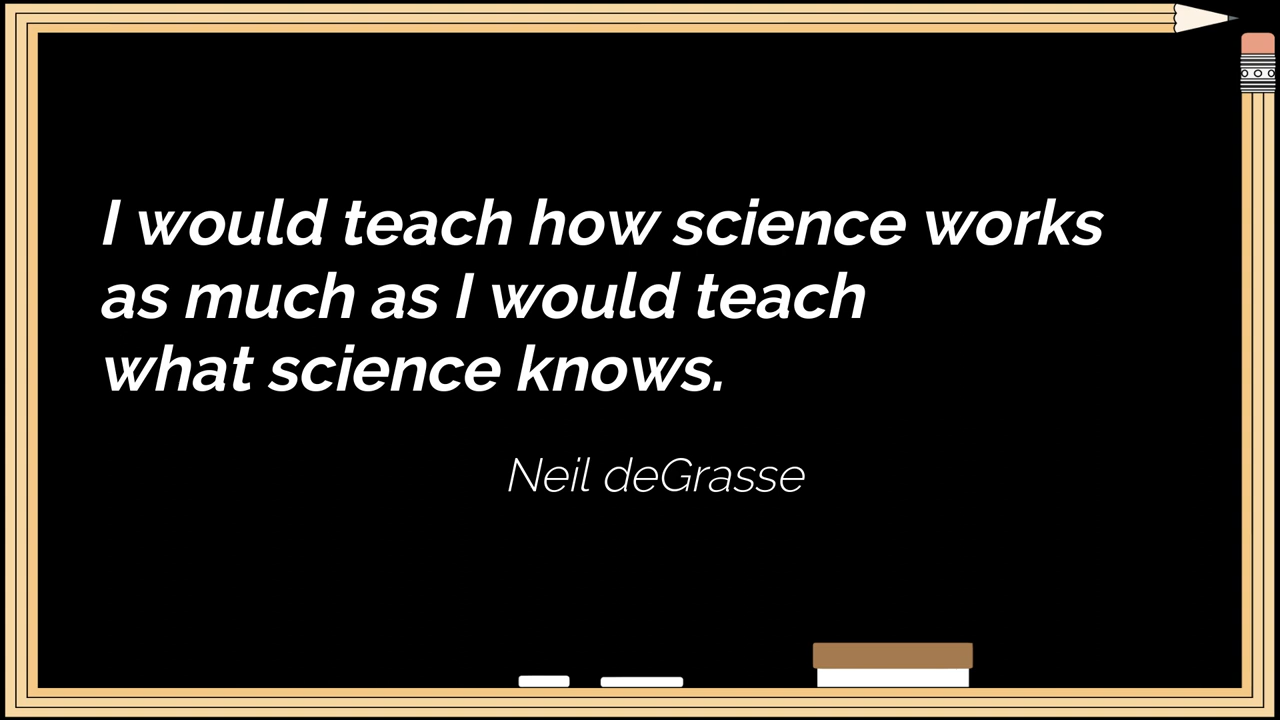 I would teach how science works
as much as I would teach
what science knows.
Neil deGrasse